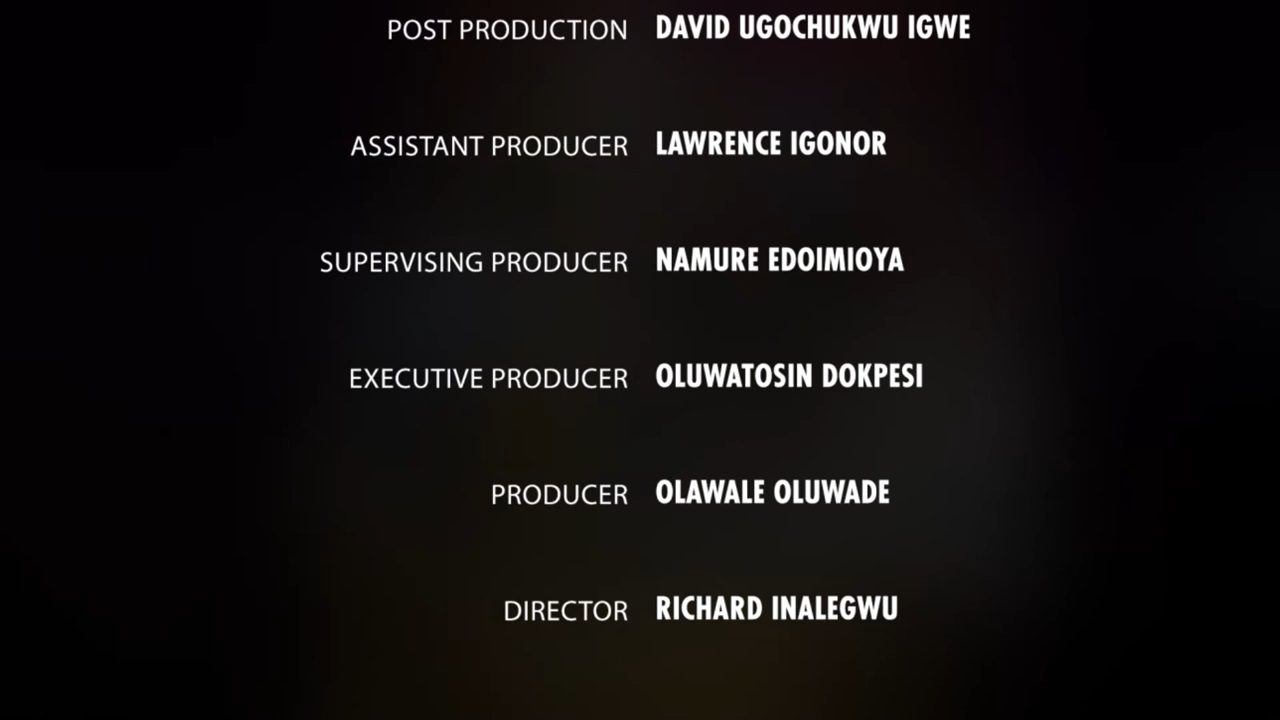 POST PRODUCTION DAVID UGOCHUKWU IGWE
ASSISTANT PRODUCER LAWRENCE IGONOR
SUPERVISING PRODUCER NAMURE EDOIMIOYA
EXECUTIVE PRODUCER OLUWATOSIN DOKPESI
PRODUCER OLAWALE OLUWADE
DIRECTOR RICHARD INALEGWU